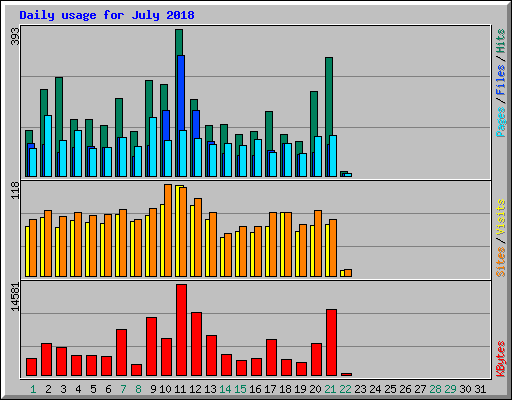 Daily usage for July 2018
393
Pages / Files / Hits
118
Sites / Visits
14581
KBytes
1 2 3 4 5 6 7 8 9 10 11 12 13 14 15 16 17 18 19 20 21 22 23 24 25 26 27 28 29 30 31